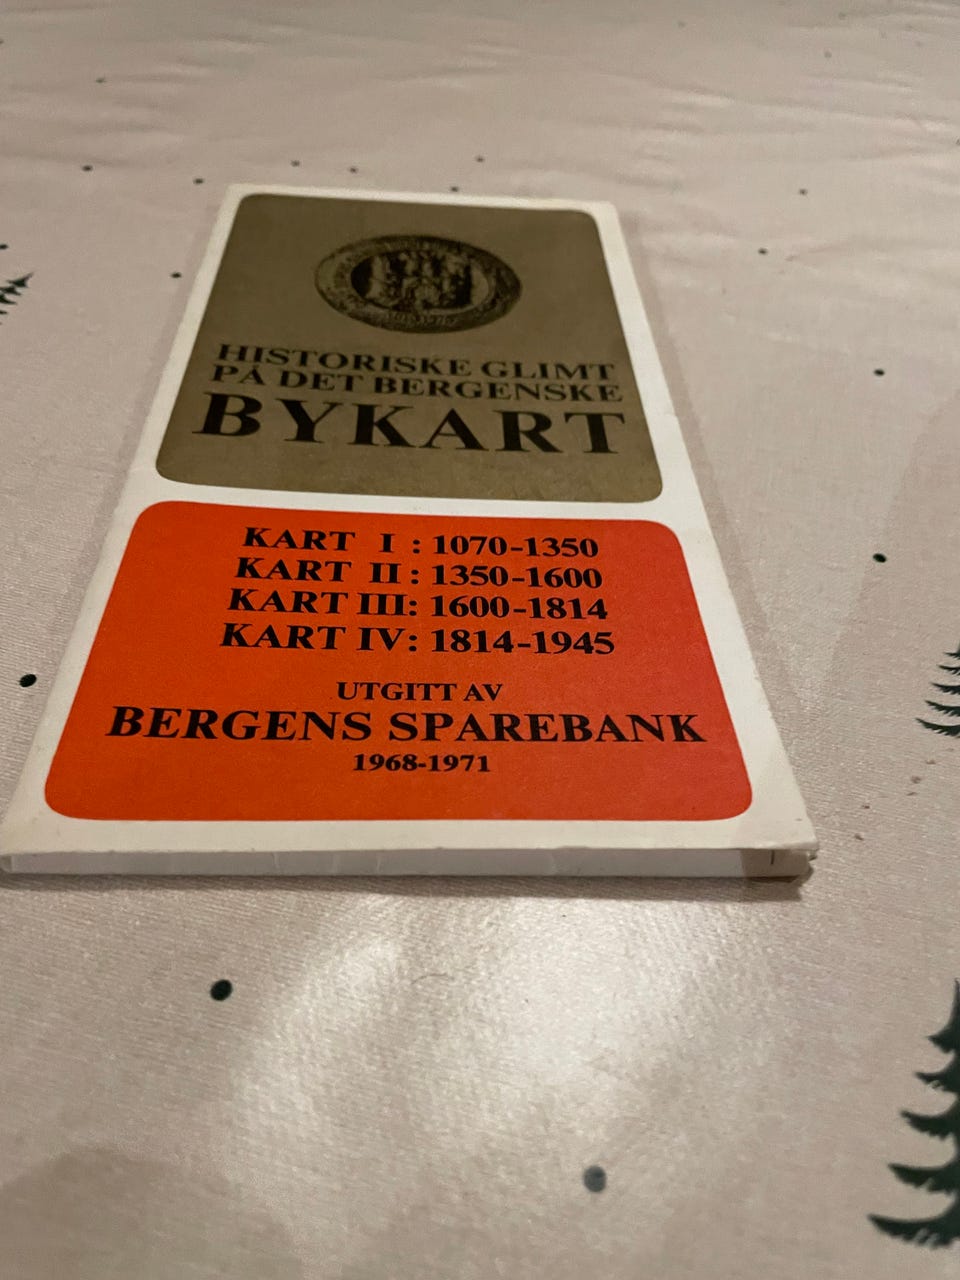 HISTORISKE GLIMT
PÅ DET BERGENSKE
BYKART
KART I : 1070-1350
KART II : 1350-1600
KART III: 1600-1814
KART IV: 1814-1945
UTGITT AV
BERGENS SPAREBANK
1968-1971